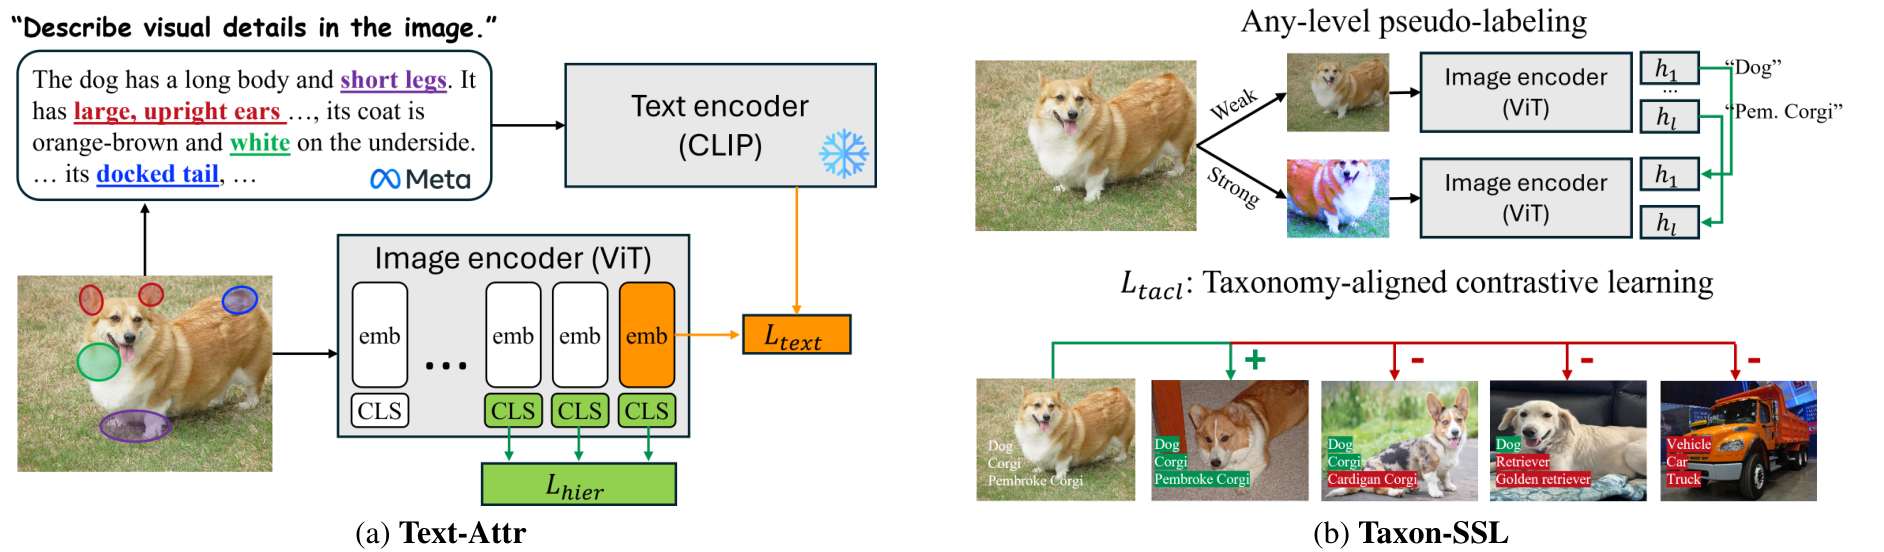 “Describe visual details in the image.”
The dog has a long body and short legs. It
has large, upright ears …, its coat is
orange-brown and white on the underside.
… its docked tail, …
Meta
Text encoder
(CLIP)
Image encoder (ViT)
emb
...
emb
emb
emb
CLS
CLS
CLS
CLS
L_text
L_hier
(a) Text-Attr
Any-level pseudo-labeling
Weak
Strong
Image encoder
(ViT)
h_1
...
h_l
“Dog”
“Pem. Corgi”
Image encoder
(ViT)
h_1
h_l
L_tacl: Taxonomy-aligned contrastive learning
+
-
-
-
Dog
Corgi
Pembroke Corgi
Dog
Corgi
Pembroke Corgi
Dog
Corgi
Cardigan Corgi
Dog
Retriever
Golden retriever
Vehicle
Car
Truck
(b) Taxon-SSL